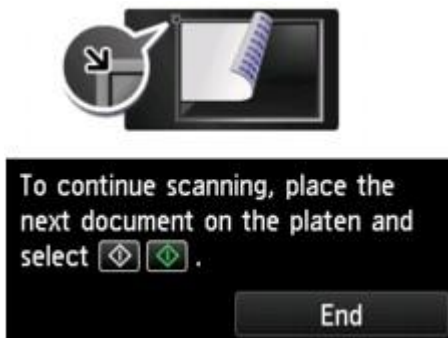 To continue scanning, place the
next document on the platen and
select .
End